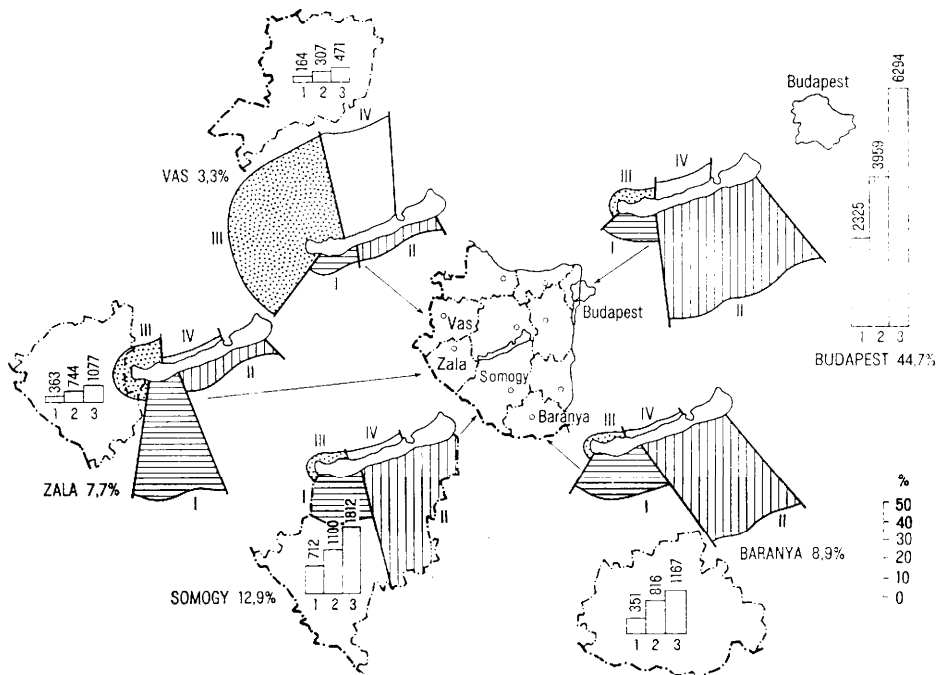 164 307 471
1 2 3
VAS 3,3%
III
IV
I
II
Budapest
2325 3959 6294
1 2 3
BUDAPEST 44,7%
III
IV
I
II
363 744 1077
1 2 3
ZALA 7,7%
III
IV
I
II
Vas
Zala
Somogy
Baranya
Budapest
712 1100 1812
1 2 3
SOMOGY 12,9%
III
IV
I
II
351 816 1167
1 2 3
BARANYA 8,9%
III
IV
I
II
%
50
40
30
20
10
0